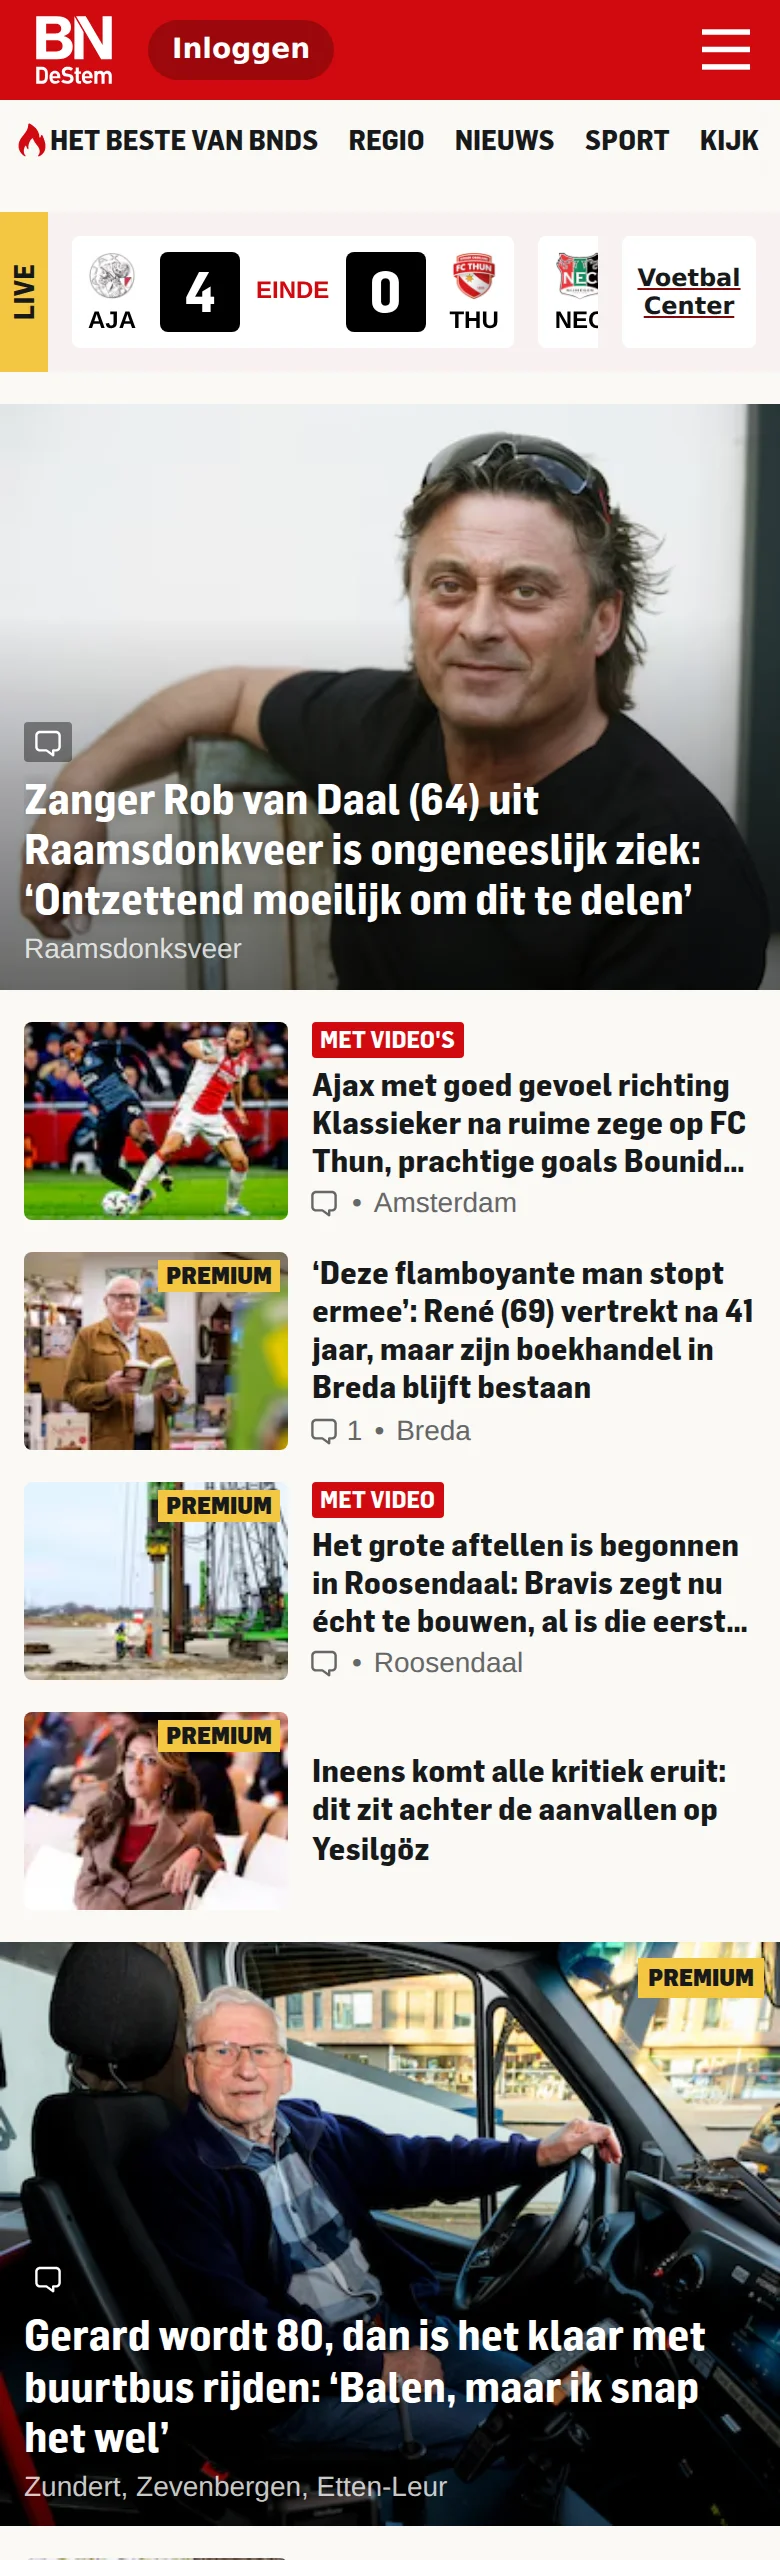 BN
DeStem
Inloggen
HET BESTE VAN BNDS REGIO NIEUWS SPORT KIJK
LIVE
AJA 4 EINDE 0 FC THUN THU
NEC
NEC
Voetbal
Center
Zanger Rob van Daal (64) uit
Raamsdonkveer is ongeneeslijk ziek:
‘Ontzettend moeilijk om dit te delen’
Raamsdonksveer
MET VIDEO'S
Ajax met goed gevoel richting
Klassieker na ruime zege op FC
Thun, prachtige goals Bounid...
• Amsterdam
PREMIUM
‘Deze flamboyante man stopt
ermee’: René (69) vertrekt na 41
jaar, maar zijn boekhandel in
Breda blijft bestaan
1 • Breda
PREMIUM
MET VIDEO
Het grote aftellen is begonnen
in Roosendaal: Bravis zegt nu
écht te bouwen, al is die eerst...
• Roosendaal
PREMIUM
Ineens komt alle kritiek eruit:
dit zit achter de aanvallen op
Yesilgöz
PREMIUM
Gerard wordt 80, dan is het klaar met
buurtbus rijden: ‘Balen, maar ik snap
het wel’
Zundert, Zevenbergen, Etten-Leur